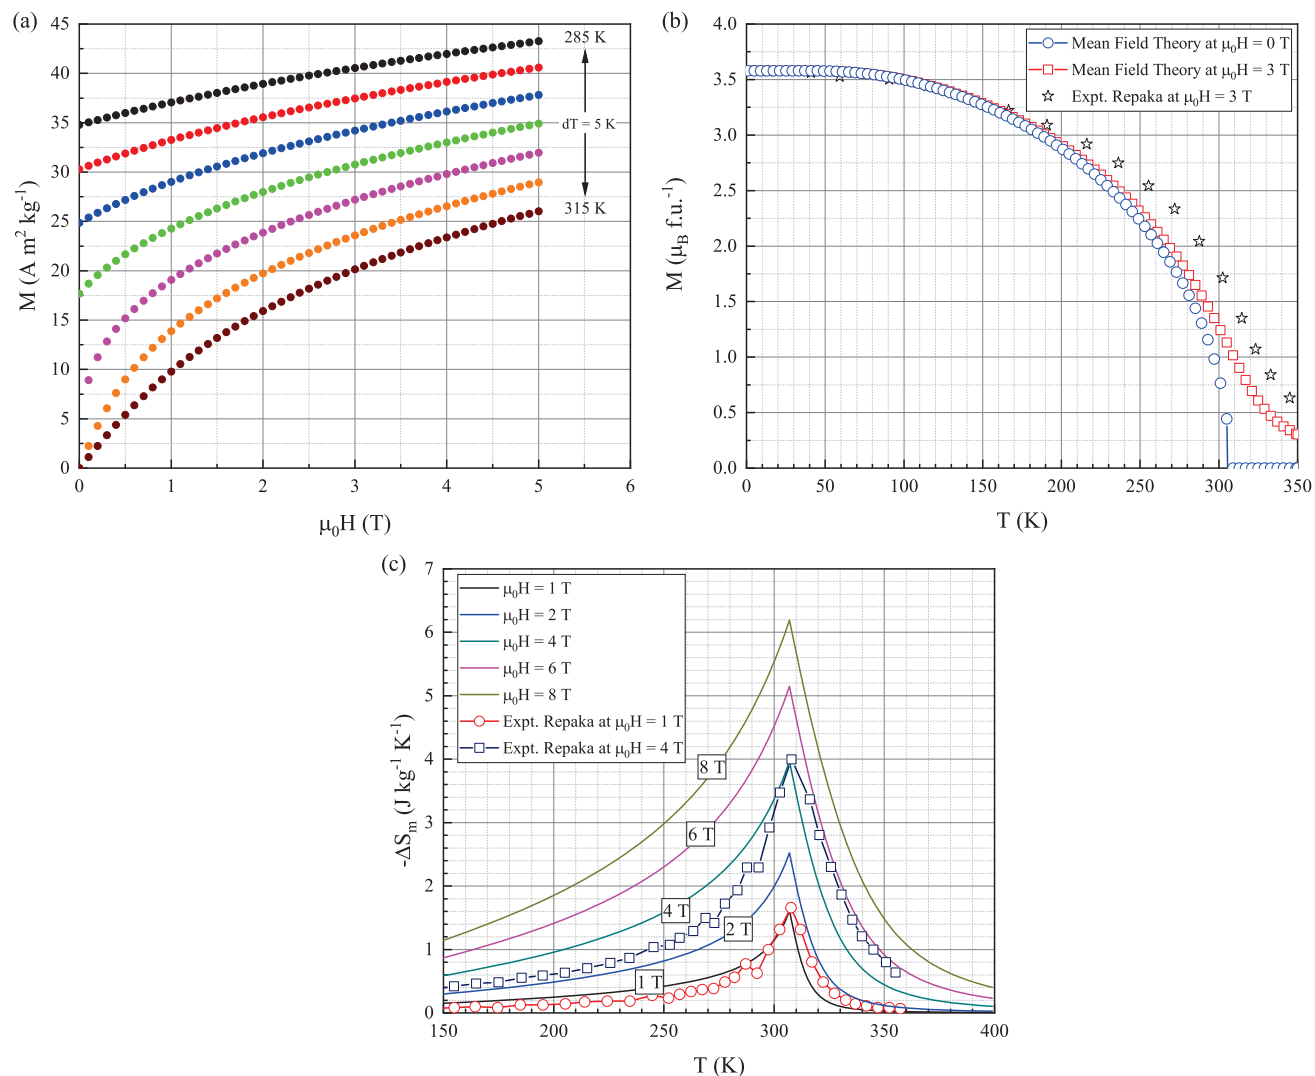 (a)
45
40
35
30
25
20
15
10
5
0
M (A m² kg⁻¹)
285 K
dT = 5 K
315 K
0 1 2 3 4 5 6
μ₀H (T)
(b)
4.0
3.5
3.0
2.5
2.0
1.5
1.0
0.5
0.0
M (μ_B f.u.⁻¹)
Mean Field Theory at μ₀H = 0 T
Mean Field Theory at μ₀H = 3 T
Expt. Repaka at μ₀H = 3 T
0 50 100 150 200 250 300 350
T (K)
(c)
7
6
5
4
3
2
1
0
-ΔSₘ (J kg⁻¹ K⁻¹)
μ₀H = 1 T
μ₀H = 2 T
μ₀H = 4 T
μ₀H = 6 T
μ₀H = 8 T
Expt. Repaka at μ₀H = 1 T
Expt. Repaka at μ₀H = 4 T
8 T
6 T
4 T
2 T
1 T
150 200 250 300 350 400
T (K)